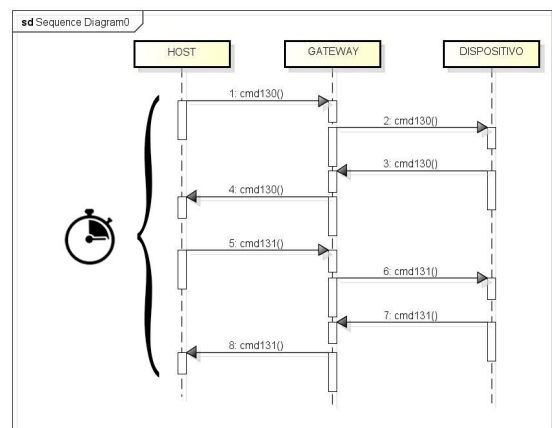 sd Sequence Diagram0
HOST
GATEWAY
DISPOSITIVO
1: cmd130()
2: cmd130()
3: cmd130()
4: cmd130()
5: cmd131()
6: cmd131()
7: cmd131()
8: cmd131()